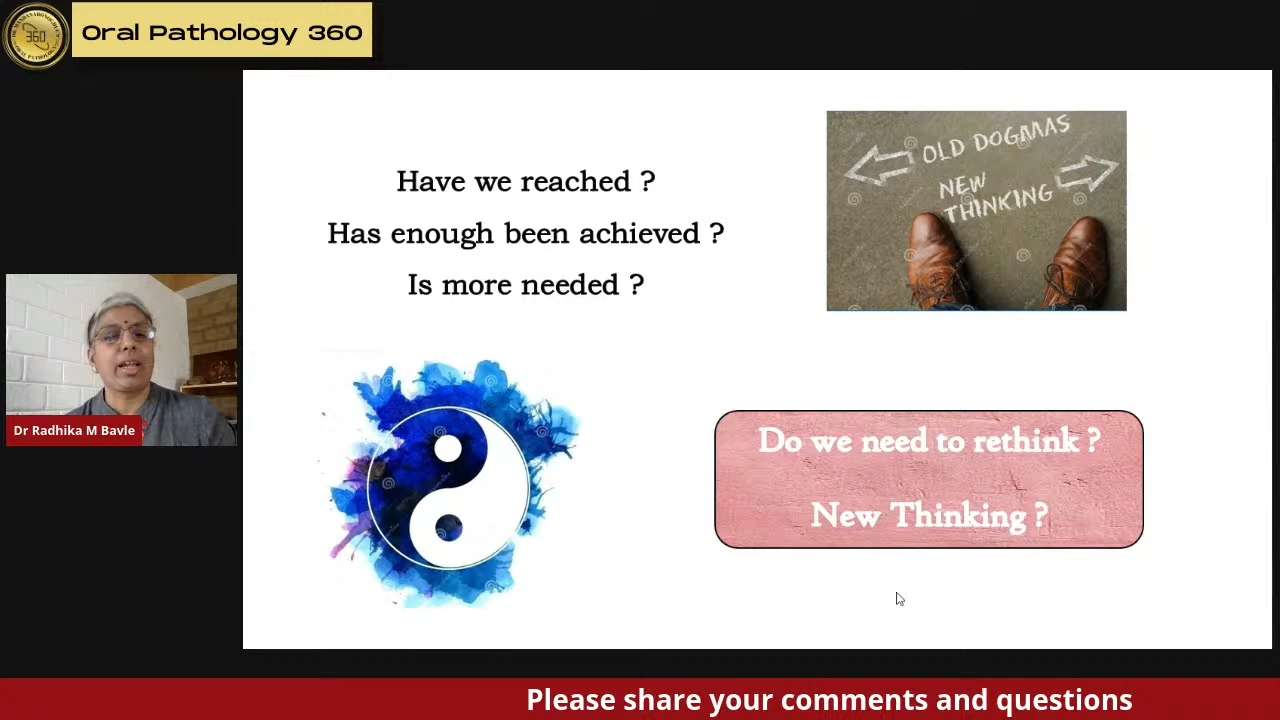 360
Oral Pathology 360
Have we reached ?
Has enough been achieved ?
Is more needed ?
OLD DOGMAS
NEW
THINKING
Dr Radhika M Bavle
Do we need to rethink ?
New Thinking ?
Please share your comments and questions